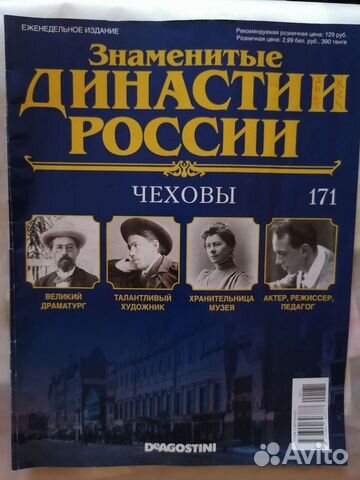 ЕЖЕНЕДЕЛЬНОЕ ИЗДАНИЕ
Рекомендуемая розничная цена: 129 руб.
Розничная цена: 2,99 бел. руб., 390 тенге
Знаменитые
ДИНАСТИИ
РОССИИ
ЧЕХОВЫ
171
ВЕЛИКИЙ
ДРАМАТУРГ
ТАЛАНТЛИВЫЙ
ХУДОЖНИК
ХРАНИТЕЛЬНИЦА
МУЗЕЯ
АКТЕР, РЕЖИССЕР,
ПЕДАГОГ
DeAGOSTINI
Avito